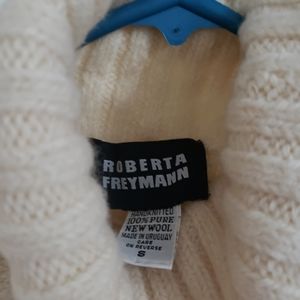 ROBERTA
FREYMANN
HANDKNITTED
100% PURE
NEW WOOL
MADE IN URUGUAY
CARE
ON REVERSE
S